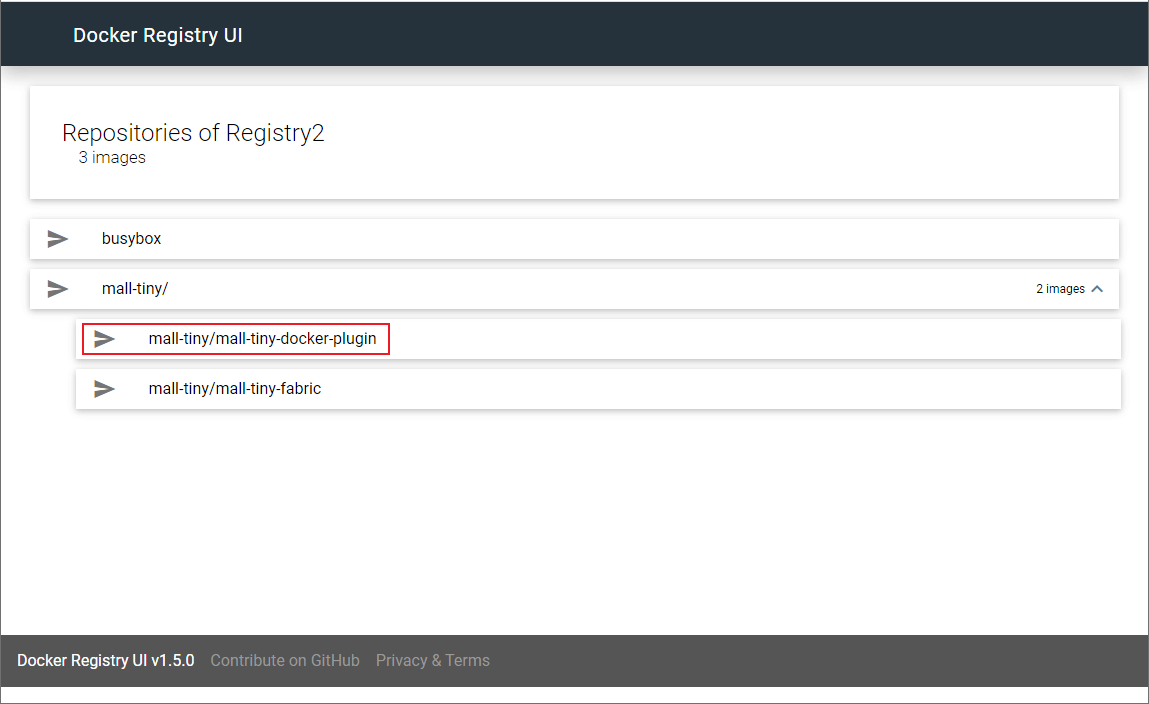 Docker Registry UI
Repositories of Registry2
3 images
busybox
mall-tiny/ 2 images
mall-tiny/mall-tiny-docker-plugin
mall-tiny/mall-tiny-fabric
Docker Registry UI v1.5.0 Contribute on GitHub Privacy & Terms